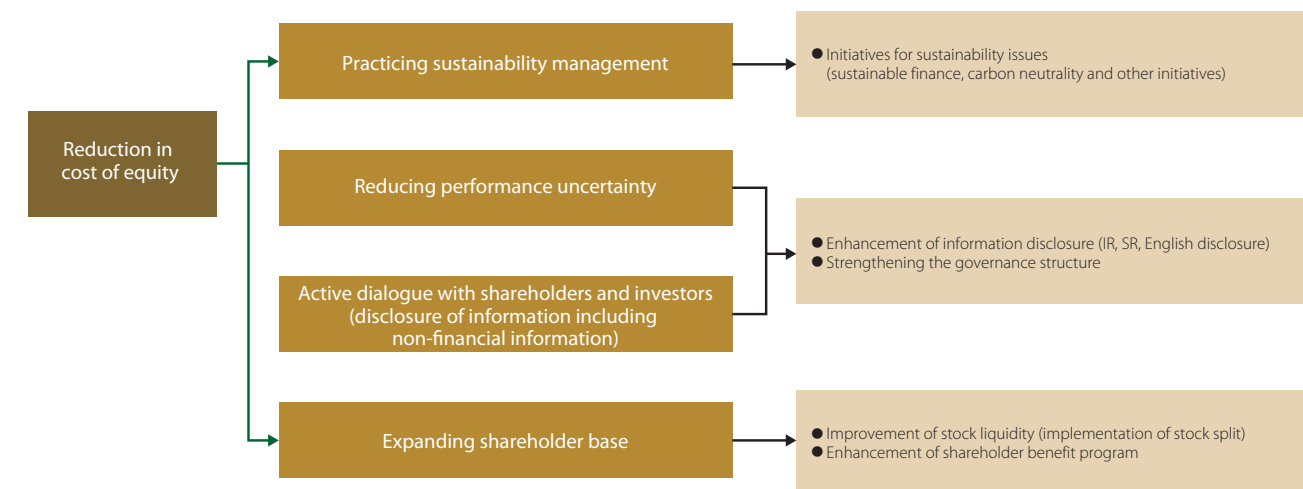 Reduction in
cost of equity
Practicing sustainability management
● Initiatives for sustainability issues
(sustainable finance, carbon neutrality and other initiatives)
Reducing performance uncertainty
Active dialogue with shareholders and investors
(disclosure of information including
non-financial information)
● Enhancement of information disclosure (IR, SR, English disclosure)
● Strengthening the governance structure
Expanding shareholder base
● Improvement of stock liquidity (implementation of stock split)
● Enhancement of shareholder benefit program